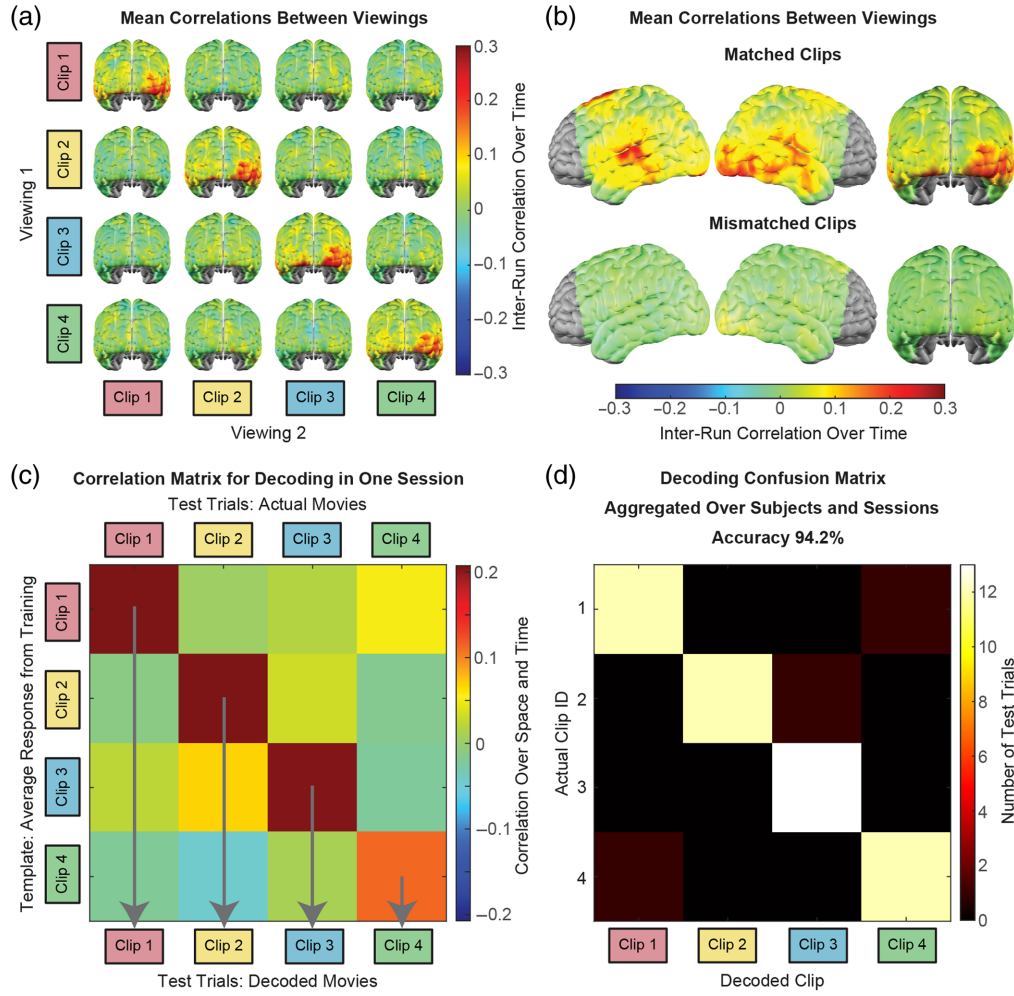 (a)
Mean Correlations Between Viewings
Viewing 1
Clip 1
Clip 2
Clip 3
Clip 4
Clip 1 Clip 2 Clip 3 Clip 4
Viewing 2
0.3
0.2
0.1
0
−0.1
−0.2
−0.3
Inter-Run Correlation Over Time
(b)
Mean Correlations Between Viewings
Matched Clips
Mismatched Clips
−0.3 −0.2 −0.1 0 0.1 0.2 0.3
Inter-Run Correlation Over Time
(c)
Correlation Matrix for Decoding in One Session
Test Trials: Actual Movies
Clip 1 Clip 2 Clip 3 Clip 4
Template: Average Response from Training
Clip 1
Clip 2
Clip 3
Clip 4
Clip 1 Clip 2 Clip 3 Clip 4
Test Trials: Decoded Movies
0.2
0.1
0
−0.1
−0.2
Correlation Over Space and Time
(d)
Decoding Confusion Matrix
Aggregated Over Subjects and Sessions
Accuracy 94.2%
Actual Clip ID
1
2
3
4
Clip 1 Clip 2 Clip 3 Clip 4
Decoded Clip
12
10
8
6
4
2
0
Number of Test Trials